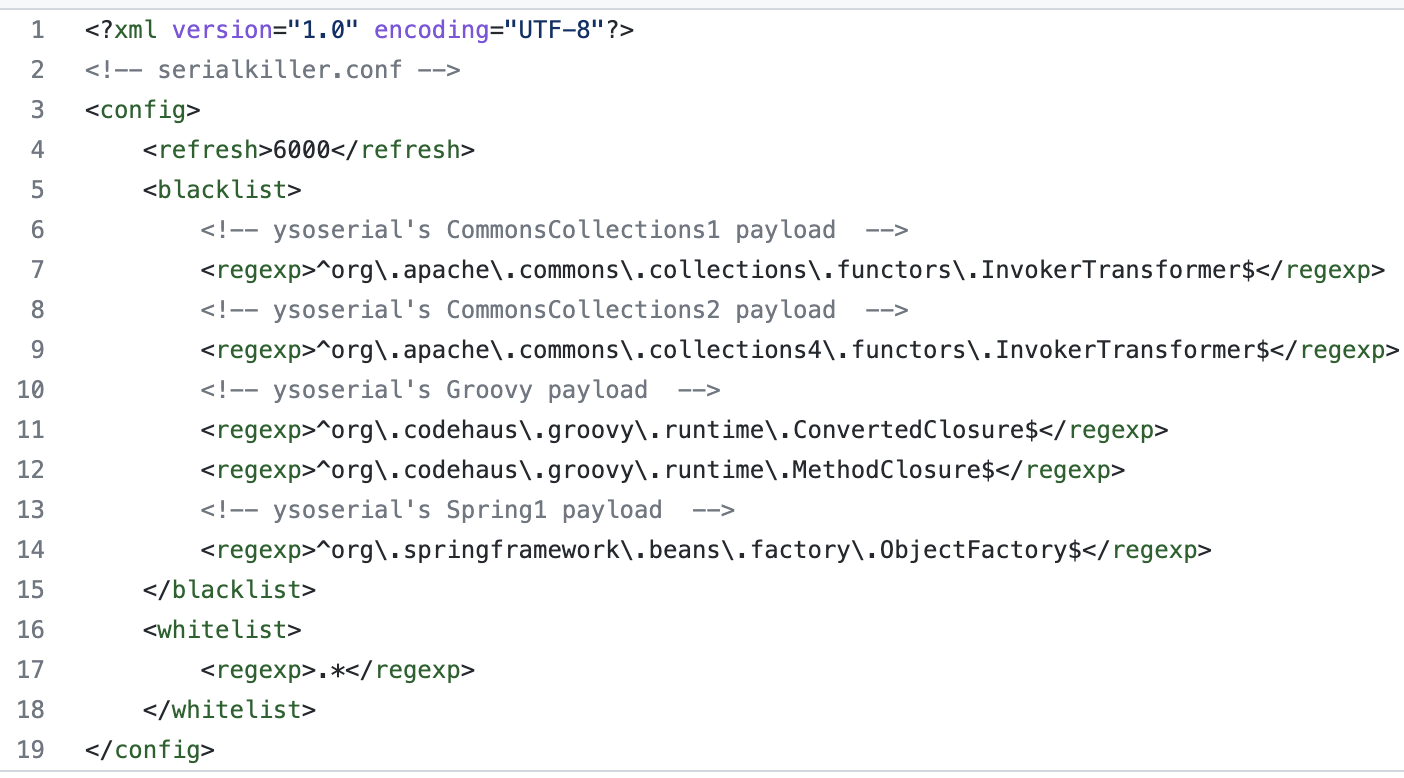 1 <?xml version="1.0" encoding="UTF-8"?>
2 <!-- serialkiller.conf -->
3 <config>
4     <refresh>6000</refresh>
5     <blacklist>
6         <!-- ysoserial's CommonsCollections1 payload  -->
7         <regexp>^org\.apache\.commons\.collections\.functors\.InvokerTransformer$</regexp>
8         <!-- ysoserial's CommonsCollections2 payload  -->
9         <regexp>^org\.apache\.commons\.collections4\.functors\.InvokerTransformer$</regexp>
10         <!-- ysoserial's Groovy payload  -->
11         <regexp>^org\.codehaus\.groovy\.runtime\.ConvertedClosure$</regexp>
12         <regexp>^org\.codehaus\.groovy\.runtime\.MethodClosure$</regexp>
13         <!-- ysoserial's Spring1 payload  -->
14         <regexp>^org\.springframework\.beans\.factory\.ObjectFactory$</regexp>
15     </blacklist>
16     <whitelist>
17         <regexp>.*</regexp>
18     </whitelist>
19 </config>